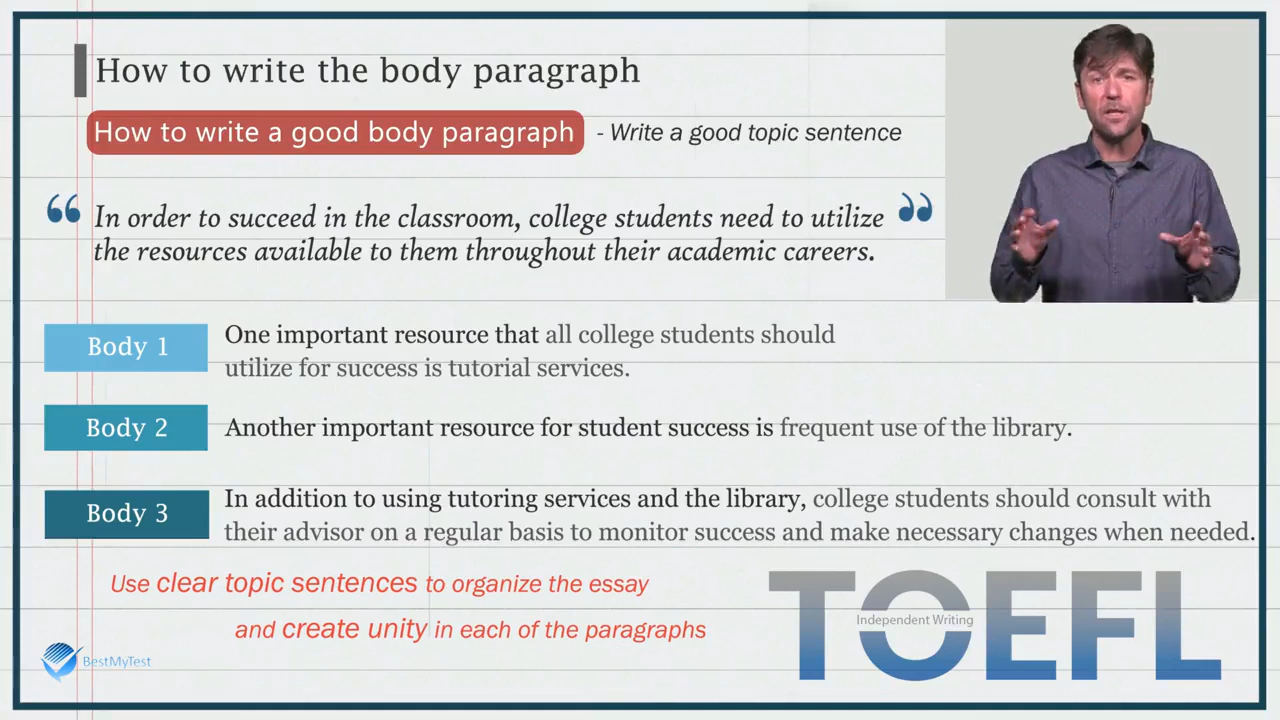 How to write the body paragraph
How to write a good body paragraph - Write a good topic sentence
“ In order to succeed in the classroom, college students need to utilize ”
the resources available to them throughout their academic careers.
Body 1
One important resource that all college students should
utilize for success is tutorial services.
Body 2
Another important resource for student success is frequent use of the library.
Body 3
In addition to using tutoring services and the library, college students should consult with
their advisor on a regular basis to monitor success and make necessary changes when needed.
Use clear topic sentences to organize the essay
and create unity in each of the paragraphs
TOEFL
Independent Writing
BestMyTest